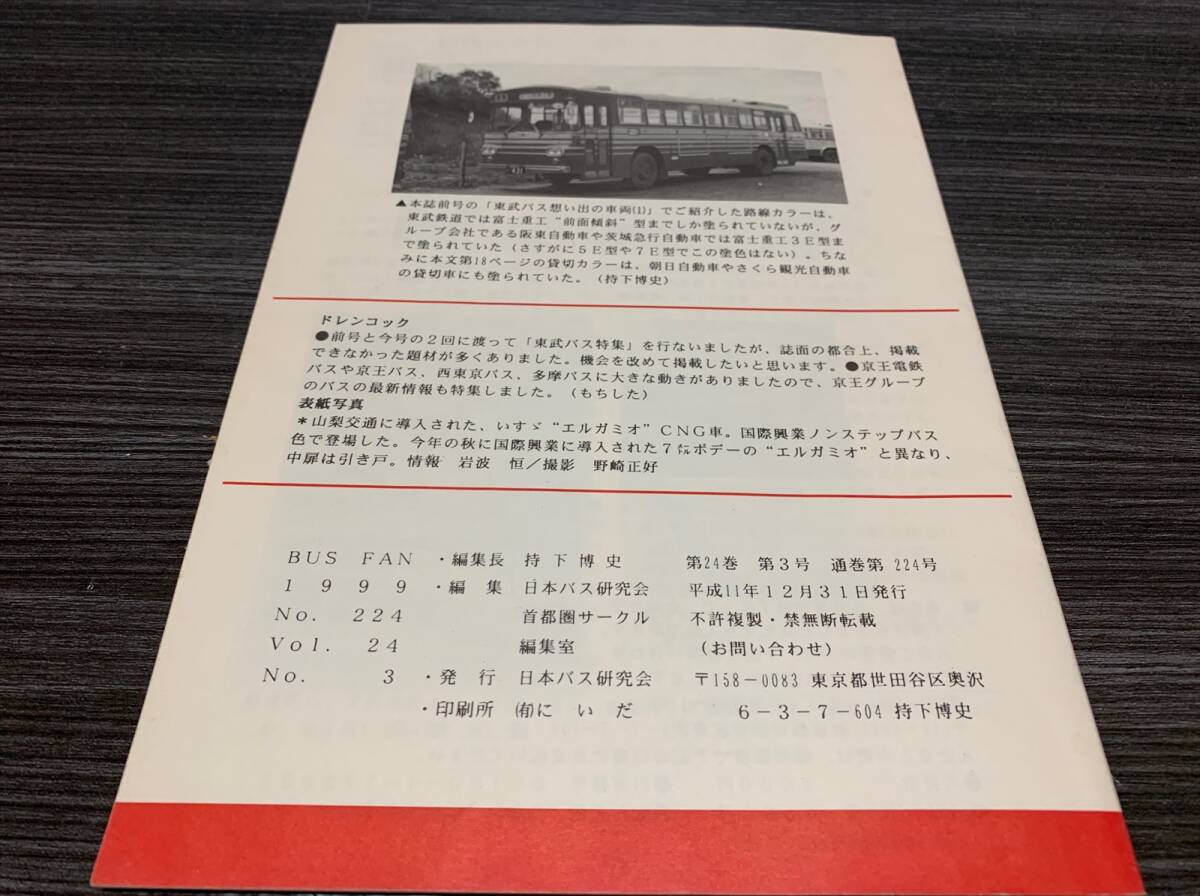 431
▲本誌前号の「東武バス想い出の車両(1)」でご紹介した路線カラーは、
東武鉄道では富士重工“前面傾斜”型までしか塗られていないが、グ
ループ会社である阪東自動車や茨城急行自動車では富士重工3E型ま
で塗られていた(さすがに5E型や7E型でこの塗色はない)。ちな
みに本文第18ページの貸切カラーは、朝日自動車やさくら観光自動車
の貸切車にも塗られていた。(持下博史)
ドレンコック
●前号と今号の2回に渡って「東武バス特集」を行ないましたが、誌面の都合上、掲載
できなかった題材が多くありました。機会を改めて掲載したいと思います。●京王電鉄
バスや京王バス、西東京バス、多摩バスに大きな動きがありましたので、京王グループ
のバスの最新情報も特集しました。(もちした)
表紙写真
*山梨交通に導入された、いすゞ“エルガミオ”CNG車。国際興業ノンステップバス
色で登場した。今年の秋に国際興業に導入された7㍍ボデーの“エルガミオ”と異なり、
中扉は引き戸。情報 岩波 恒/撮影 野崎正好
BUS FAN ・編集長 持下博史 第24巻 第3号 通巻第 224号
1999 ・編 集 日本バス研究会 平成11年12月31日発行
No. 224 首都圏サークル 不許複製・禁無断転載
Vol. 24 編集室 (お問い合わせ)
No. 3 ・発 行 日本バス研究会 〒158-0083 東京都世田谷区奥沢
・印刷所 ㈲にいだ 6-3-7-604 持下博史